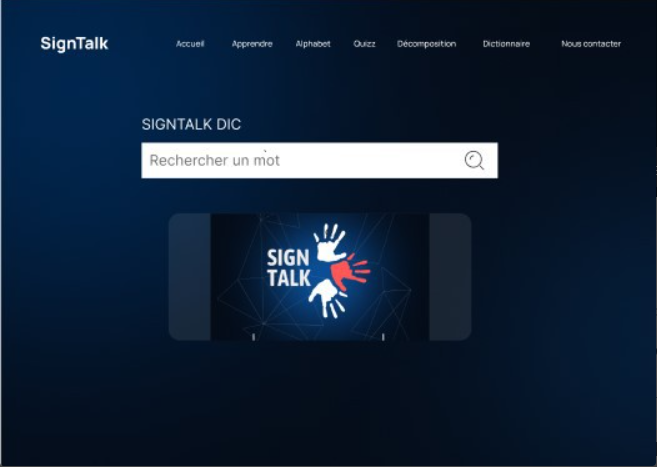 SignTalk
Accueil Apprendre Alphabet Quizz Décomposition Dictionnaire Nous contacter
SIGNTALK DIC
Rechercher un mot
SIGN
TALK